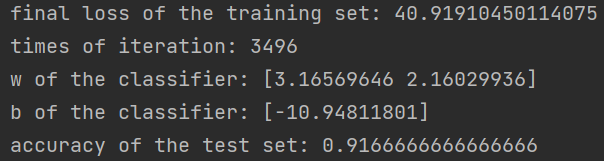 final loss of the training set: 40.91910450114075
times of iteration: 3496
w of the classifier: [3.16569646 2.16029936]
b of the classifier: [-10.94811801]
accuracy of the test set: 0.9166666666666666